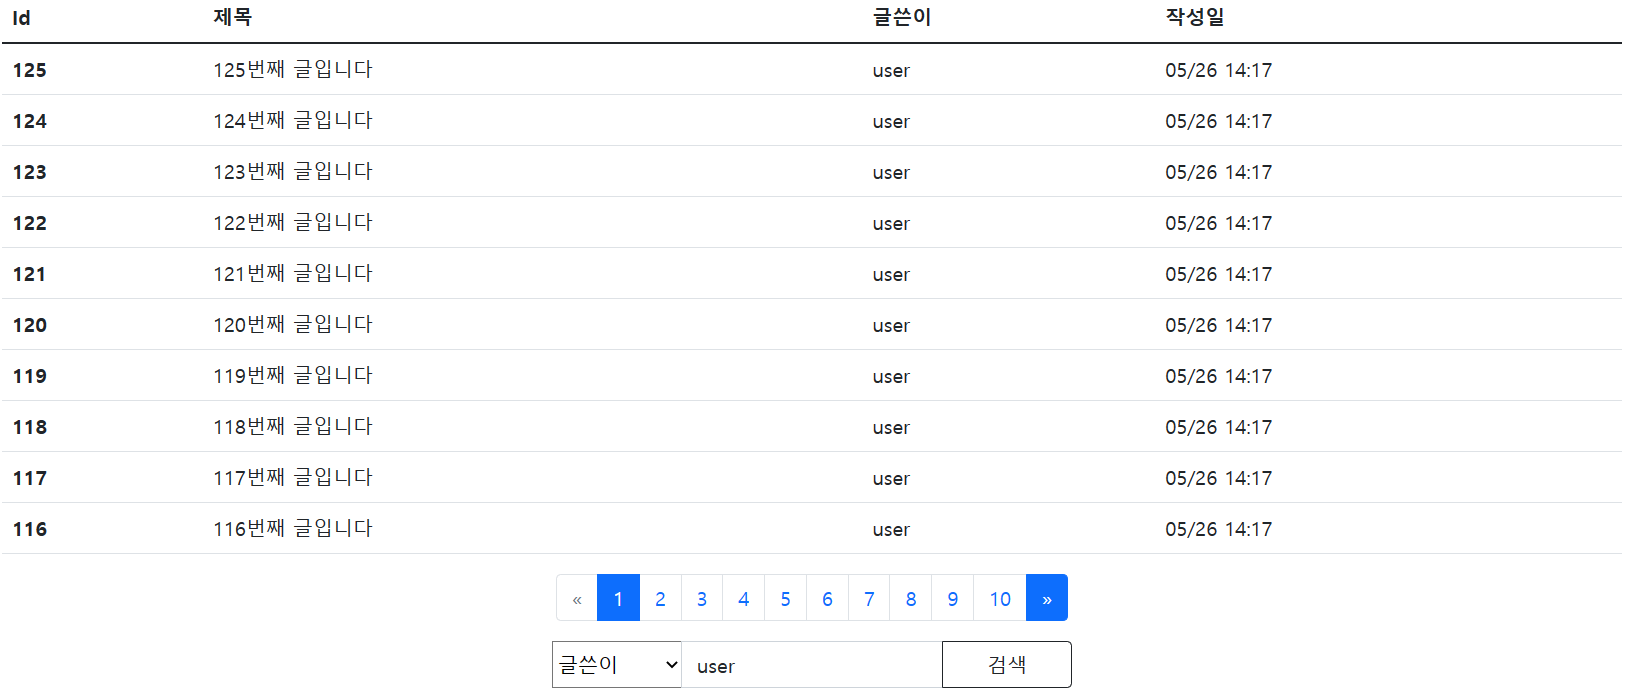 Id 제목 글쓴이 작성일
125 125번째 글입니다 user 05/26 14:17
124 124번째 글입니다 user 05/26 14:17
123 123번째 글입니다 user 05/26 14:17
122 122번째 글입니다 user 05/26 14:17
121 121번째 글입니다 user 05/26 14:17
120 120번째 글입니다 user 05/26 14:17
119 119번째 글입니다 user 05/26 14:17
118 118번째 글입니다 user 05/26 14:17
117 117번째 글입니다 user 05/26 14:17
116 116번째 글입니다 user 05/26 14:17
« 1 2 3 4 5 6 7 8 9 10 »
글쓴이 user 검색